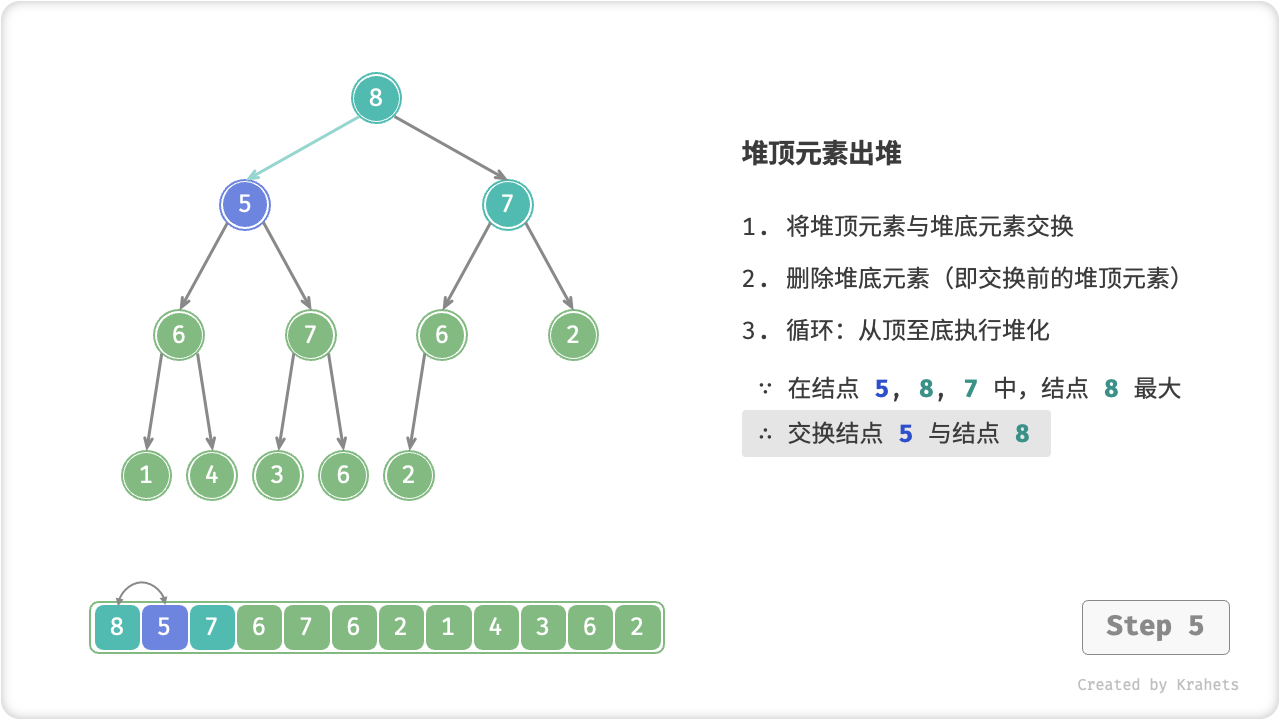 8
5 7
6 7 6 2
1 4 3 6 2
8 5 7 6 7 6 2 1 4 3 6 2
堆顶元素出堆
1. 将堆顶元素与堆底元素交换
2. 删除堆底元素（即交换前的堆顶元素）
3. 循环：从顶至底执行堆化
∵ 在结点 5, 8, 7 中，结点 8 最大
∴ 交换结点 5 与结点 8
Step 5
Created by Krahets